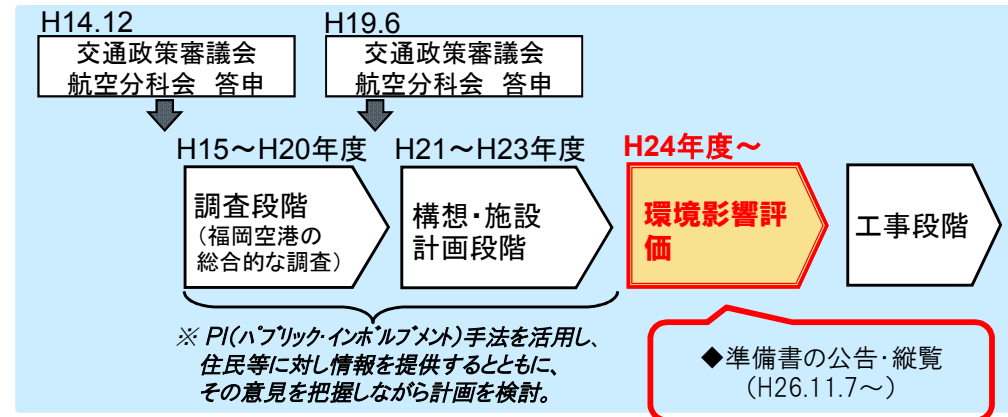 H14.12
交通政策審議会
航空分科会　答申
H19.6
交通政策審議会
航空分科会　答申
H15～H20年度
調査段階
（福岡空港の
総合的な調査）
H21～H23年度
構想・施設
計画段階
H24年度～
環境影響評
価
工事段階
※ PI(ﾊﾟブリック･インボルブメント)手法を活用し、
住民等に対し情報を提供するとともに、
その意見を把握しながら計画を検討。
◆準備書の公告・縦覧
（H26.11.7～）